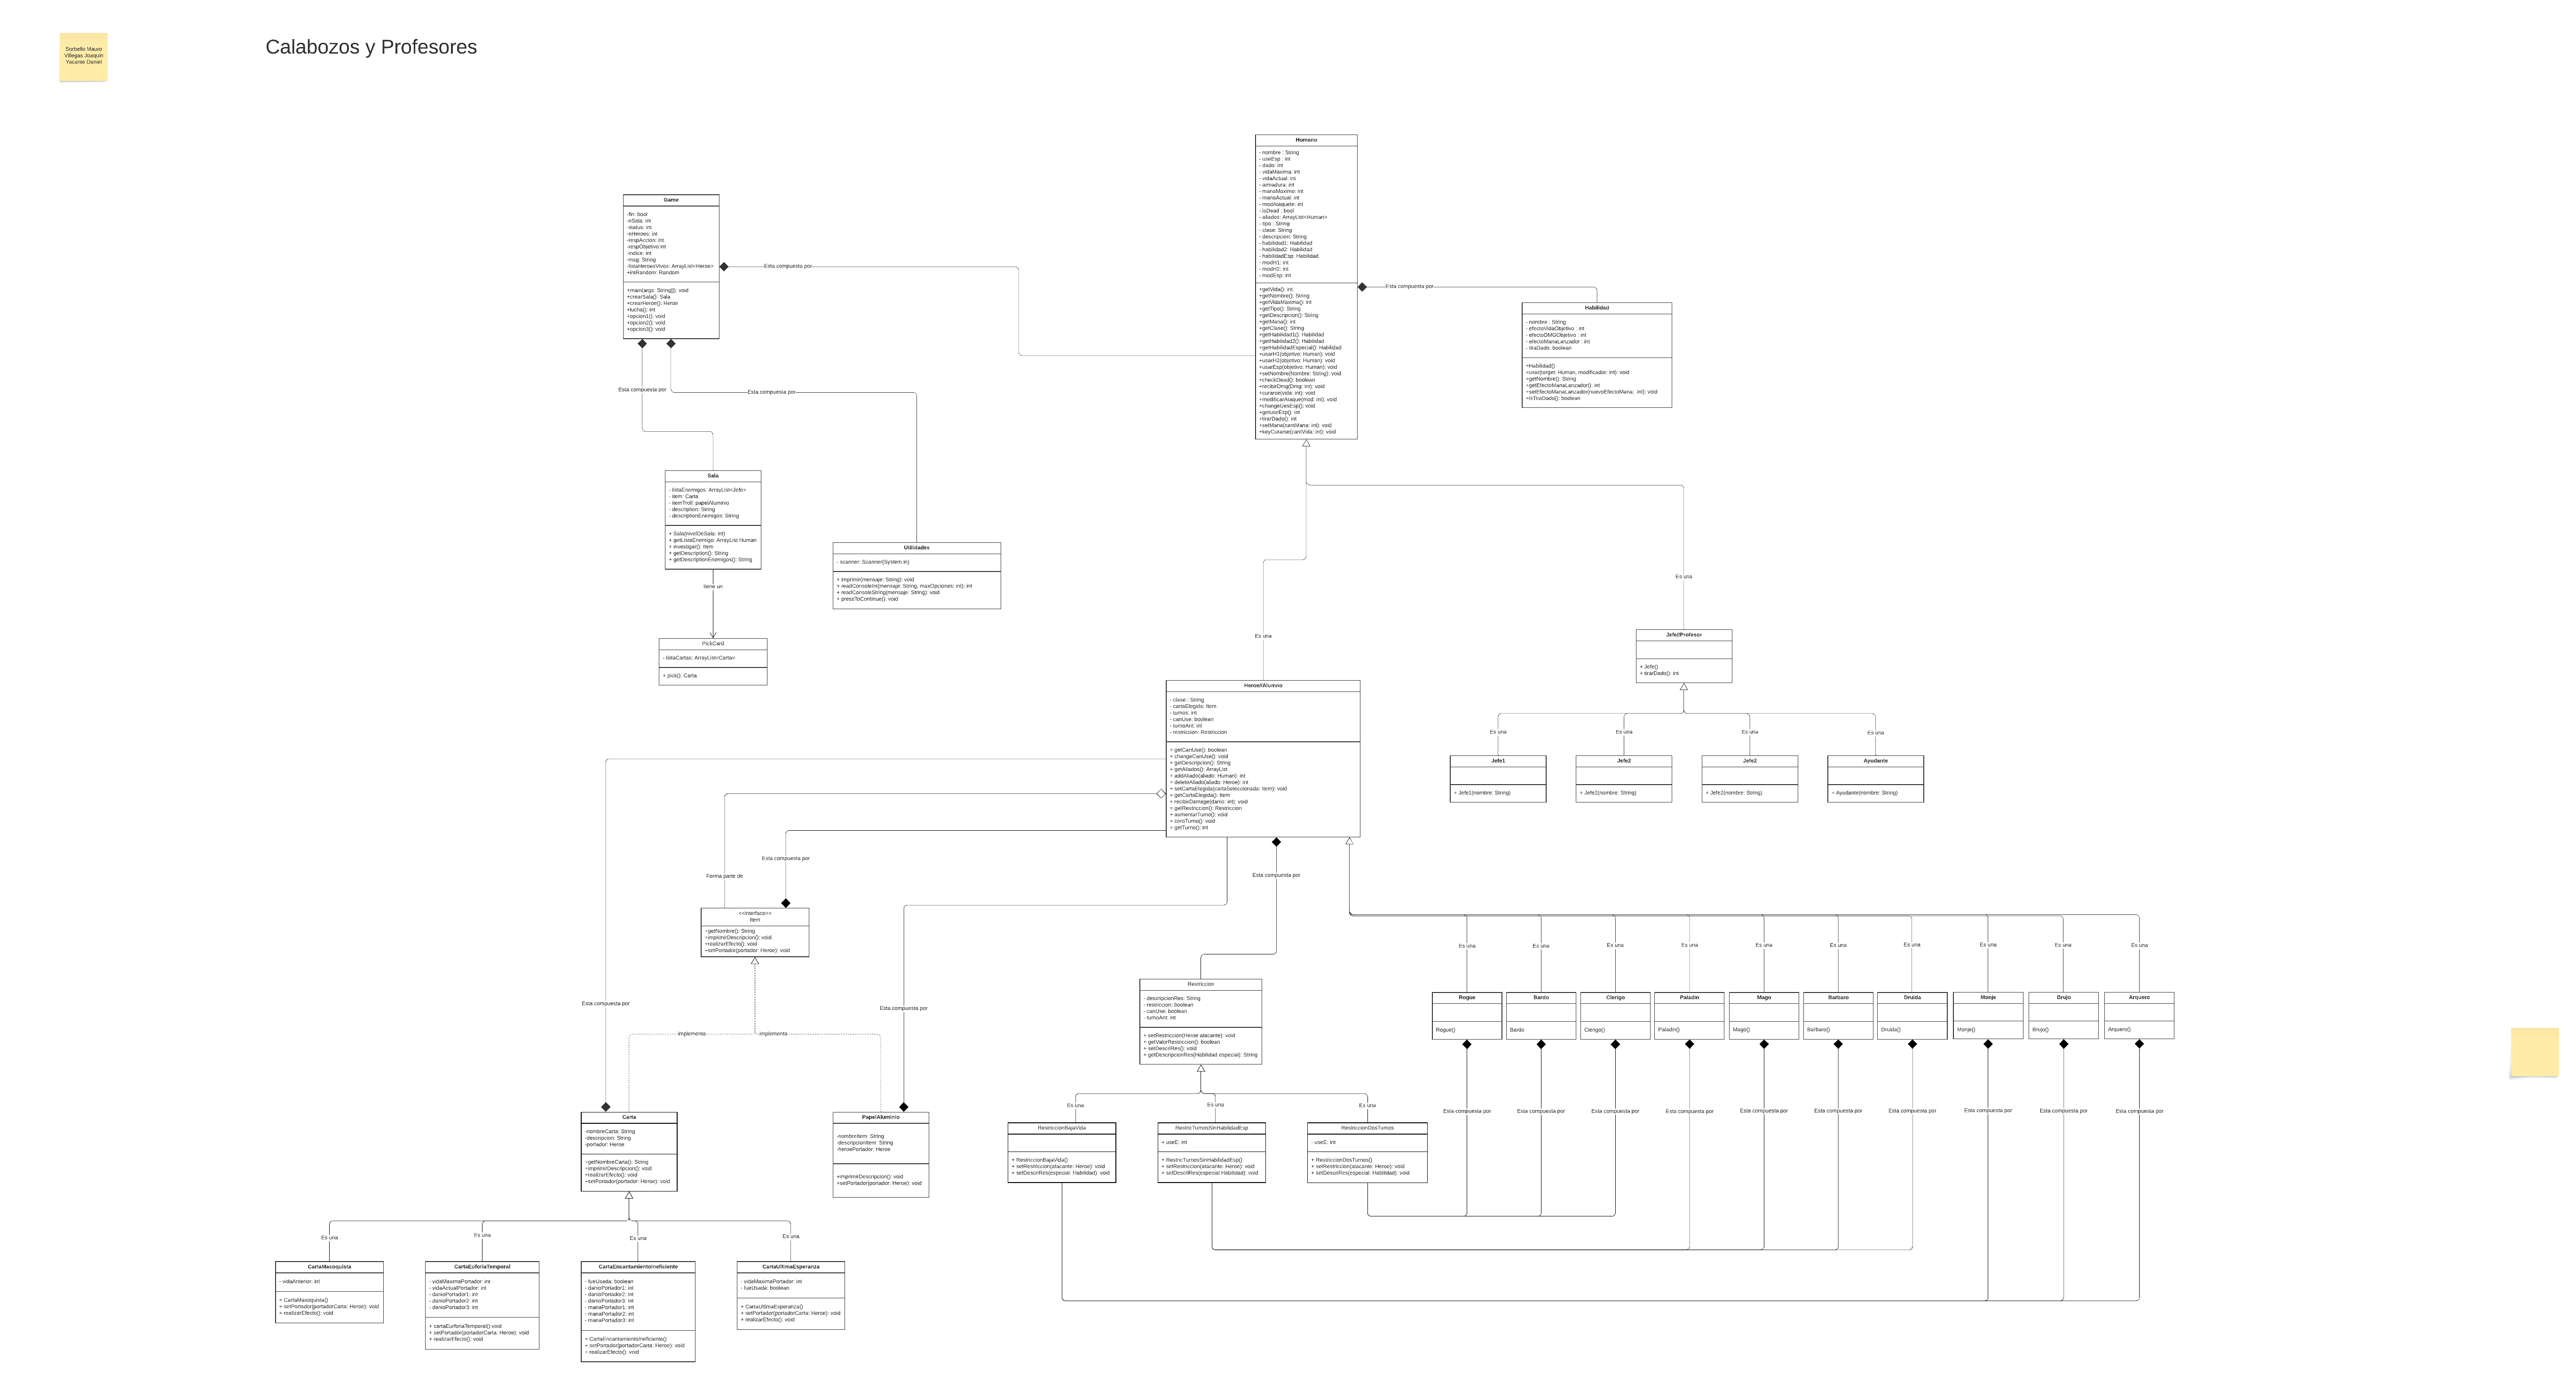 Sorbello Mauro
Villegas Joaquin
Yacante Daniel
Calabozos y Profesores
Humano
- nombre : String
- useEsp : int
- dado: int
- vidaMaxima: int
- vidaActual: int
- armadura: int
- manaMaximo: int
- manaActual: int
- modAtaquete: int
- isDead : bool
- aliados: ArrayList<Human>
- tipo : String
- clase: String
- descripcion: String
- habilidad1: Habilidad
- habilidad2: Habilidad
- habilidadEsp: Habilidad
- modH1: int
- modH2: int
- modEsp: int
+getVida(): int
+getNombre(): String
+getVidaMaxima(): int
+getTipo(): String
+getDescripcion(): String
+getMana(): int
+getClase(): String
+getHabilidad1(): Habilidad
+getHabilidad2(): Habilidad
+getHabilidadEspecial(): Habilidad
+usarH1(objetivo: Human): void
+usarH2(objetivo: Human): void
+usarEsp(objetivo: Human): void
+setNombre(Nombre: String): void
+checkDead(): boolean
+recibirDmg(Dmg: int): void
+curarse(vida: int): void
+modificarAtaque(mod: int): void
+changeUesEsp(): void
+getusoEsp(): int
+tirarDado(): int
+setMana(cantMana: int): void
+keyCurarse(cantVida: int): void
Game
-fin: bool
-nSala: int
-status: int
-nHeroes: int
-respAccion: int
-respObjetivo:int
-indice: int
-msg: String
-listaHeroesVivos: ArrayList<Heroe>
+intRandom: Random
+main(args: String[]): void
+crearSala(): Sala
+crearHeroe(): Heroe
+lucha(): int
+opcion1(): void
+opcion2(): void
+opcion3(): void
Esta compuesto por
Esta compuesto por
Habilidad
- nombre : String
- efectoVidaObjetivo : int
- efectoDMGObjetivo : int
- efectoManaLanzador : int
- tiraDado: boolean
+Habilidad()
+usar(target: Human, modificador: int): void
+getNombre(): String
+getEfectoManaLanzador(): int
+setEfectoManaLanzador(nuevoEfectoMana: int): void
+isTiraDado(): boolean
Esta compuesta por
Esta compuesta por
Sala
- listaEnemigos: ArrayList<Jefe>
- item: Carta
- itemTroll: papelAluminio
- description: String
- descriptionEnemigos: String
+ Sala(nivelDeSala: int)
+ getListaEnemigo: ArrayList Human
+ investigar(): Item
+ getDescription(): String
+ getDescriptionEnemigos(): String
Utilidades
- scanner: Scanner(System.in)
+ imprimir(mensaje: String): void
+ readConsoleInt(mensaje: String, maxOpciones: int): int
+ readConsoleString(mensaje: String): void
+ pressToContinue(): void
tiene un
PickCard
- listaCartas: ArrayList<Carta>
+ pick(): Carta
Es una
Es una
Jefe//Profesor
+ Jefe()
+ tirarDado(): int
Es una
Es una
Es una
Es una
Jefe1
+ Jefe1(nombre: String)
Jefe2
+ Jefe2(nombre: String)
Jefe2
+ Jefe2(nombre: String)
Ayudante
+ Ayudante(nombre: String)
Heroe//Alumno
- clase : String
- cartaElegida: Item
- turnos: int
- canUse: boolean
- turnoAnt: int
- restriccion: Restriccion
+ getCanUse(): boolean
+ changeCanUse(): void
+ getDescripcion(): String
+ getAliados(): ArrayList
+ addAliado(aliado: Human): int
+ deleteAliado(aliado: Heroe): int
+ setCartaElegida(cartaSeleccionada: Item): void
+ getCartaElegida(): Item
+ recibirDamage(danio: int): void
+ getRestriccion(): Restriccion
+ aumentarTurno(): void
+ ceroTurno(): void
+ getTurno(): int
Esta compuesta por
Forma parte de
Esta compuesta por
<<Interface>>
Item
+getNombre(): String
+imprimirDescripcion(): void
+realizarEfecto(): void
+setPortador(portador: Heroe): void
Esta compuesta por
Esta compuesta por
implementa
implementa
Restriccion
- descripcionRes: String
- restriccion: boolean
- canUse: boolean
- turnoAnt: int
+ setRestriccion(Heroe atacante): void
+ getValorRestriccion(): boolean
+ setDescriRes(): void
+ getDescripcionRes(Habilidad especial): String
Es una
Es una
Es una
Es una
Es una
Es una
Es una
Es una
Es una
Es una
Rogue
Rogue()
Bardo
Bardo
Clerigo
Clerigo()
Paladin
Paladin()
Mago
Mago()
Barbaro
Barbaro()
Druida
Druida()
Monje
Monje()
Brujo
Brujo()
Arquero
Arquero()
Esta compuesta por
Esta compuesta por
Esta compuesta por
Esta compuesta por
Esta compuesta por
Esta compuesta por
Esta compuesta por
Esta compuesta por
Esta compuesta por
Esta compuesta por
Es una
Es una
Es una
RestriccionBajaVida
+ RestriccionBajaVida()
+ setRestriccion(atacante: Heroe): void
+ setDescriRes(especial: Habilidad): void
RestricTurnosSinHabilidadEsp
+ useE: int
+ RestricTurnosSinHabilidadEsp()
+ setRestriccion(atacante: Heroe): void
+ setDescriRes(especial Habilidad): void
RestriccionDosTurnos
- useE: int
+ RestriccionDosTurnos()
+ setRestriccion(atacante: Heroe): void
+ setDescriRes(especial: Habilidad): void
Carta
-nombreCarta: String
-descripcion: String
-portador: Heroe
+getNombreCarta(): String
+imprimirDescripcion(): void
+realizarEfecto(): void
+setPortador(portador: Heroe): void
PapelAluminio
-nombreItem: String
-descripcionItem: String
-heroePortador: Heroe
+imprimirDescripcion(): void
+setPortador(portador: Heroe): void
Es una
Es una
Es una
Es una
CartaMasoquista
- vidaAnterior: int
+ CartaMasoquista()
+ setPortador(portadorCarta: Heroe): void
+ realizarEfecto(): void
CartaEuforiaTemporal
- vidaMaximaPortador: int
- vidaActualPortador: int
- danioPortador1: int
- danioPortador2: int
- danioPortador3: int
+ cartaEurforiaTemporal():void
+ setPortador(portadorCarta: Heroe): void
+ realizarEfecto(): void
CartaEncantamientoIneficiente
- fueUsada: boolean
- danioPortador1: int
- danioPortador2: int
- danioPortador3: int
- manaPortador1: int
- manaPortador2: int
- manaPortador3: int
+ CartaEncantamientoIneficiente()
+ setPortador(portadorCarta: Heroe): void
+ realizarEfecto(): void
CartaUltimaEsperanza
- vidaMaximaPortador: int
- fueUsada: boolean
+ CartaUltimaEsperanza()
+ setPortador(portadorCarta: Heroe): void
+ realizarEfecto(): void